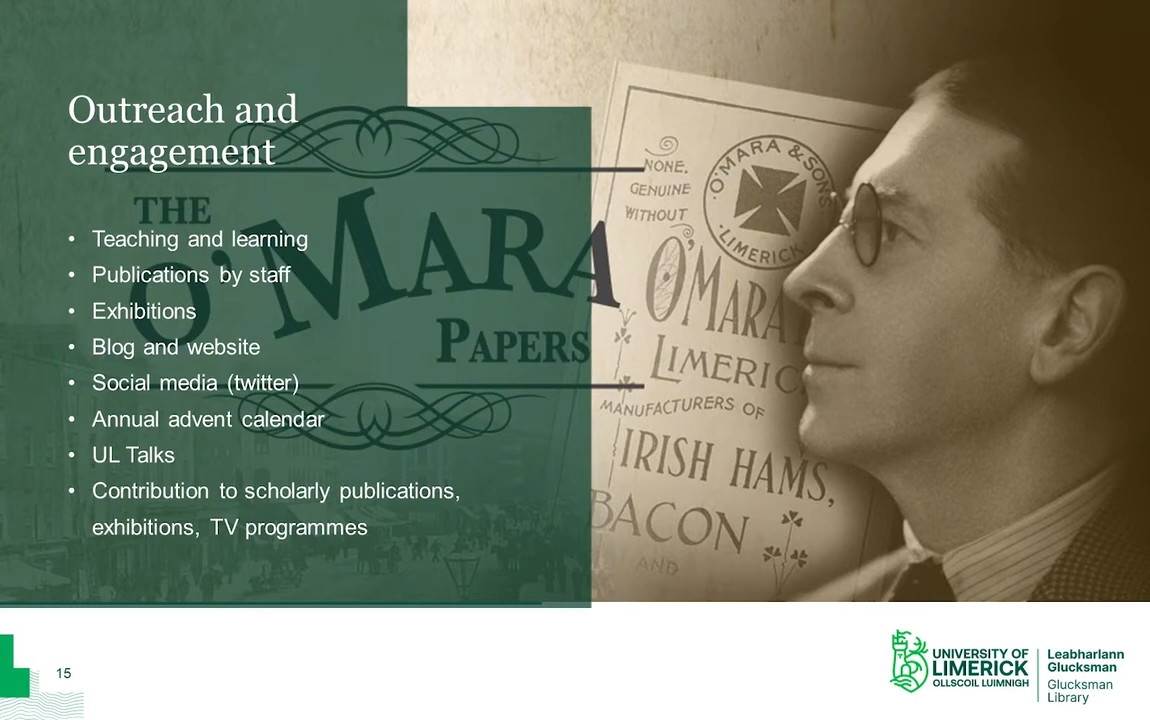 Outreach and
engagement
THE
O'MARA
PAPERS
• Teaching and learning
• Publications by staff
• Exhibitions
• Blog and website
• Social media (twitter)
• Annual advent calendar
• UL Talks
• Contribution to scholarly publications,
exhibitions, TV programmes
NONE,
GENUINE
WITHOUT
O'MARA & SONS
LIMERICK
O'MARA
LIMERIC
MANUFACTURERS OF
IRISH HAMS,
BACON
AND
15
UNIVERSITY OF
LIMERICK
OLLSCOIL LUIMNIGH
Leabharlann
Glucksman
Glucksman
Library